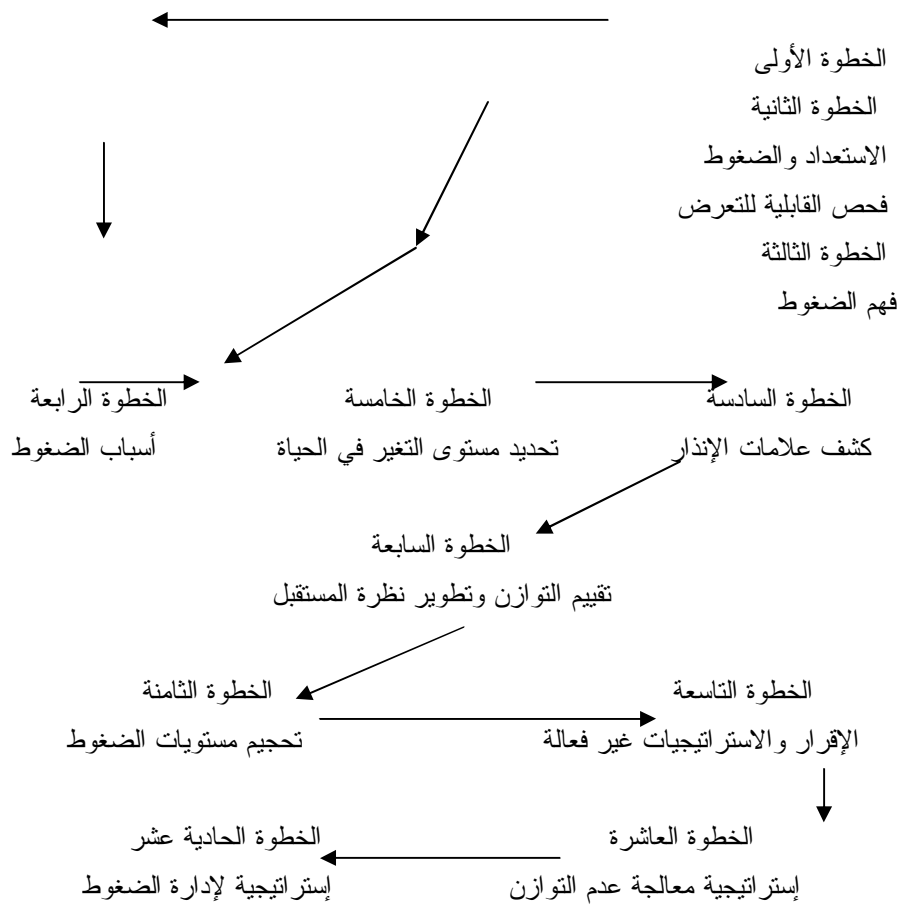 الخطوة الأولى
الخطوة الثانية
الاستعداد والضغوط
فحص القابلية للتعرض
الخطوة الثالثة
فهم الضغوط
الخطوة السادسة الخطوة الخامسة الخطوة الرابعة
كشف علامات الإنذار تحديد مستوى التغير في الحياة أسباب الضغوط
الخطوة السابعة
تقييم التوازن وتطوير نظرة المستقبل
الخطوة التاسعة الخطوة الثامنة
الإقرار والاستراتيجيات غير فعالة تحجيم مستويات الضغوط
الخطوة العاشرة الخطوة الحادية عشر
إستراتيجية معالجة عدم التوازن إستراتيجية لإدارة الضغوط